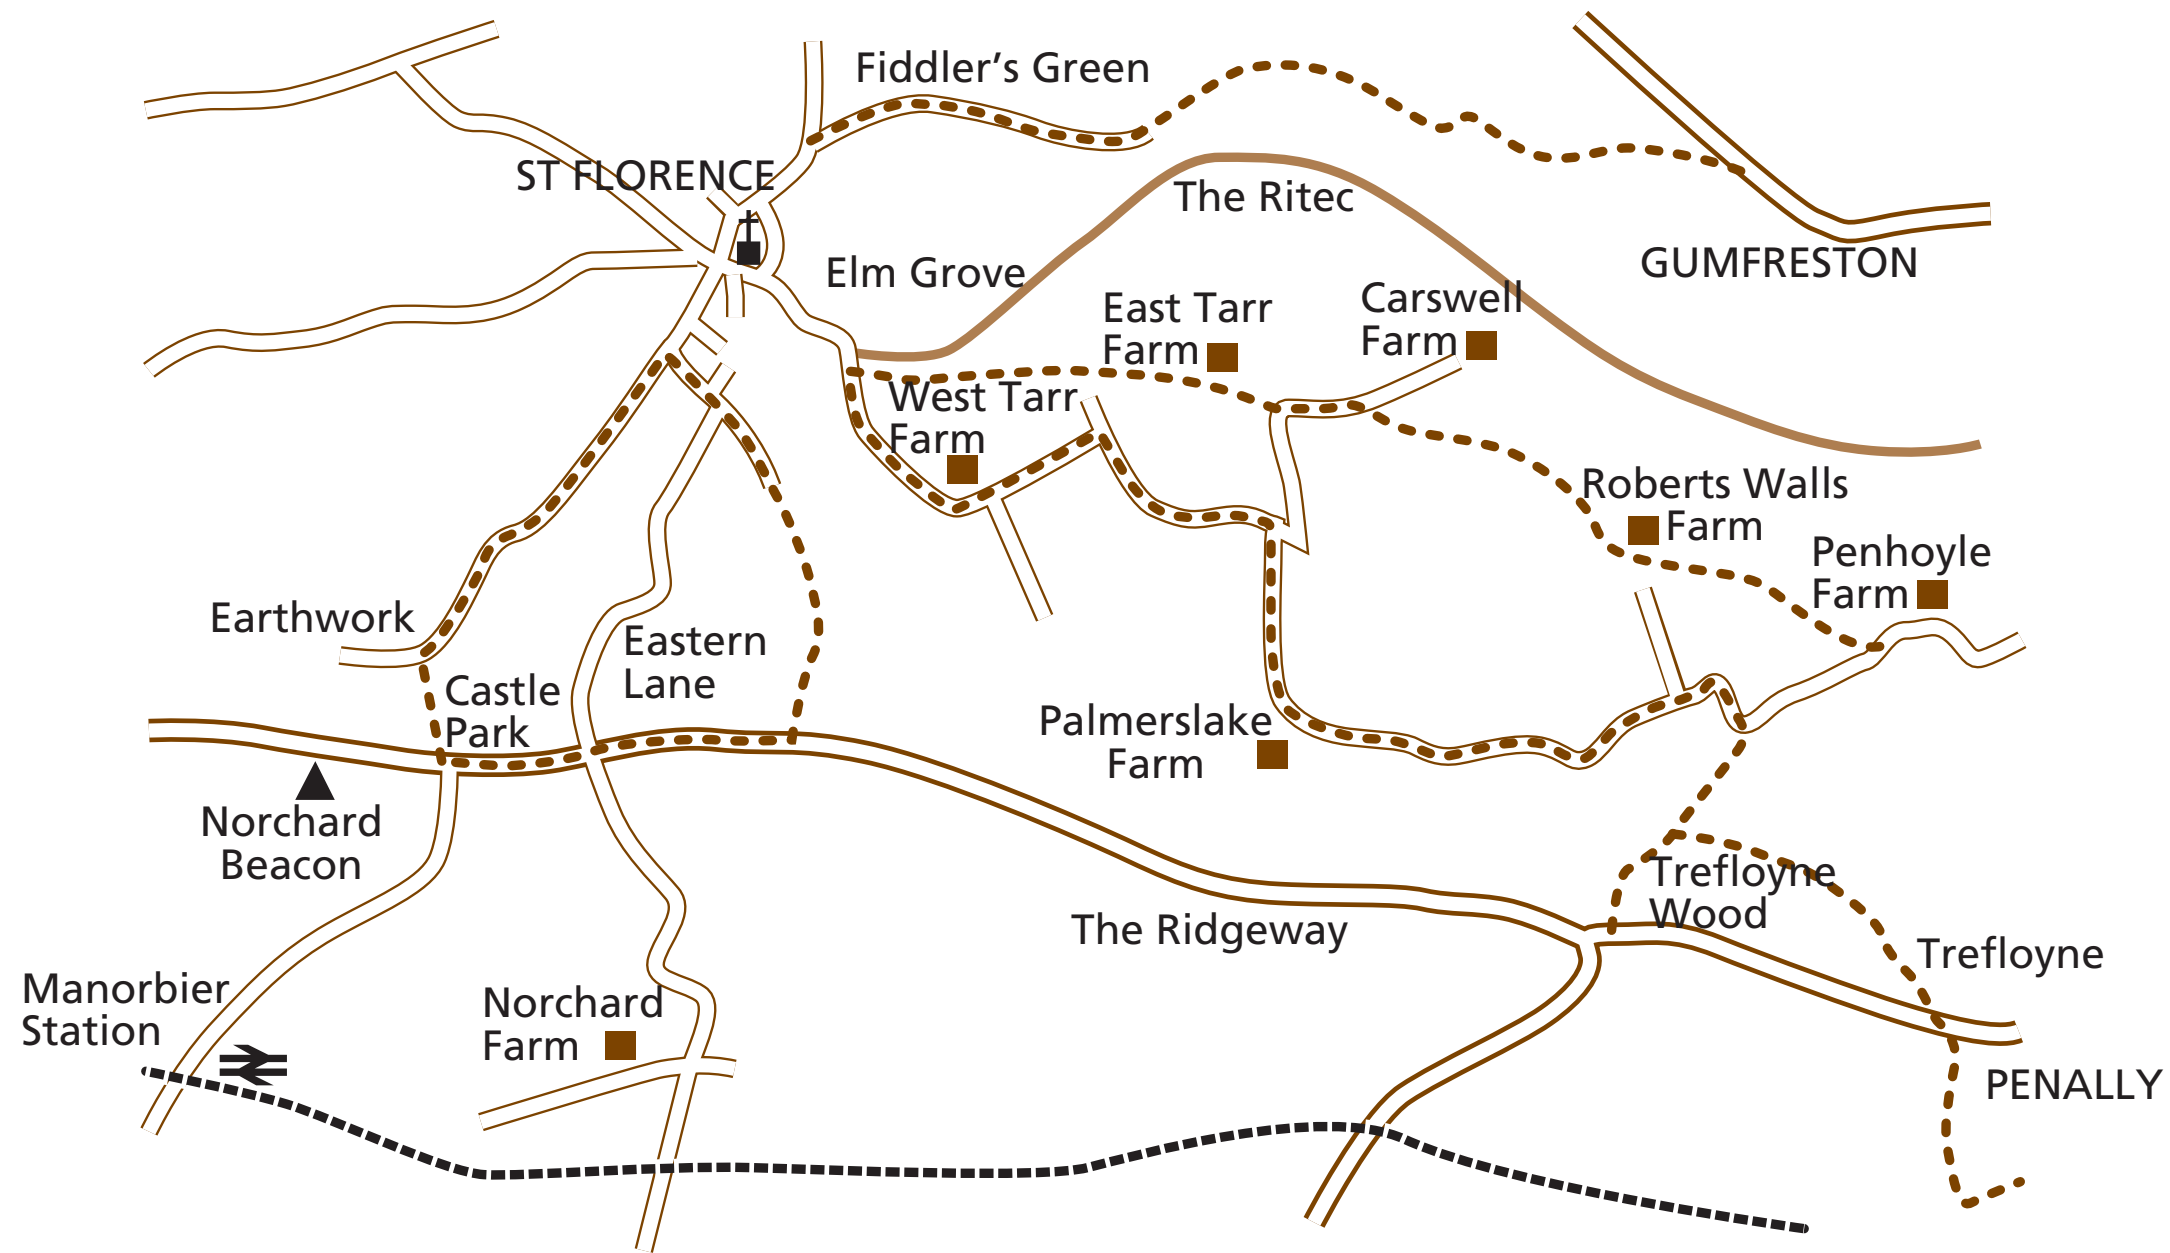 Fiddler’s Green
ST FLORENCE
The Ritec
GUMFRESTON
Elm Grove
East Tarr
Farm
Carswell
Farm
West Tarr
Farm
Roberts Walls
Farm
Penhoyle
Farm
Earthwork
Eastern
Lane
Castle
Park
Palmerslake
Farm
Norchard
Beacon
Trefloyne
Wood
The Ridgeway
Trefloyne
Manorbier
Station
Norchard
Farm
PENALLY